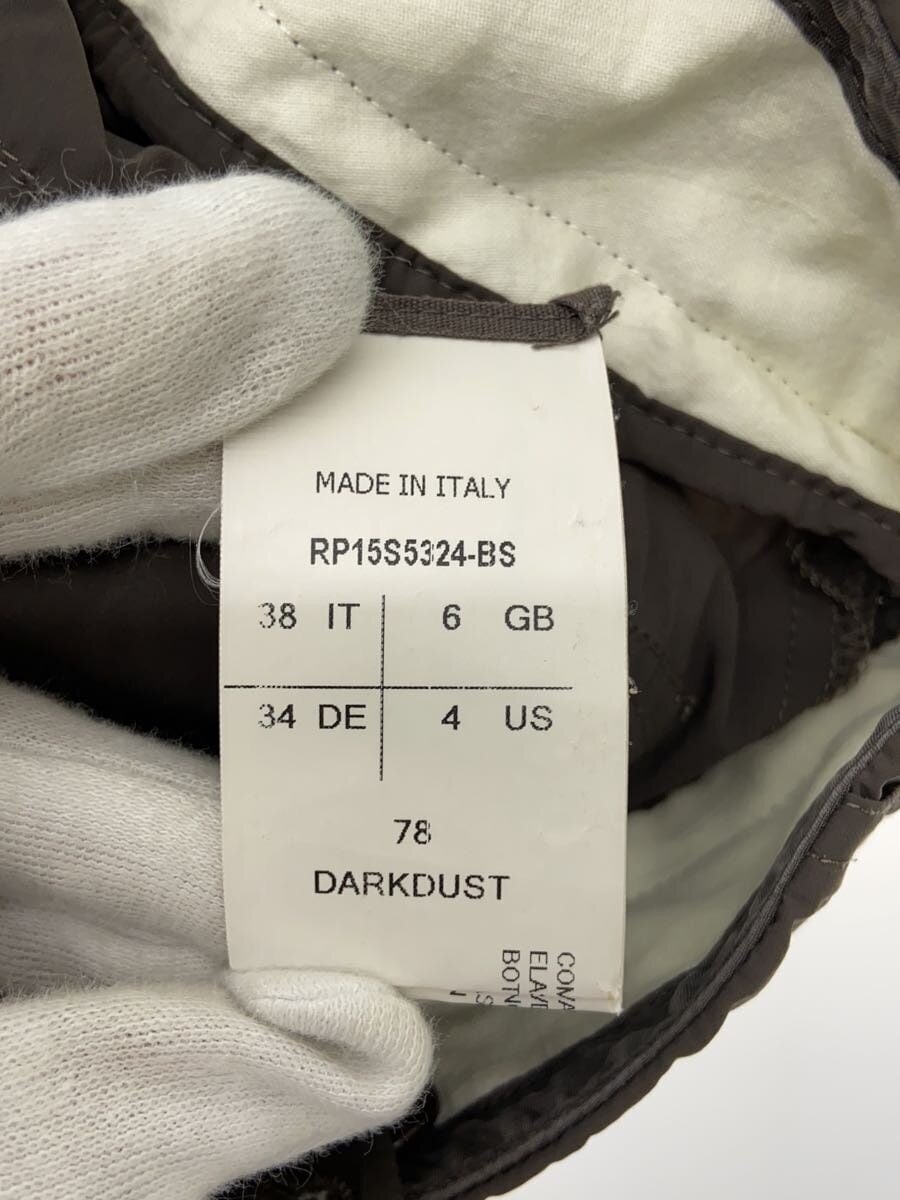 MADE IN ITALY
RP15S5324-BS
38 IT 6 GB
34 DE 4 US
78
DARKDUST